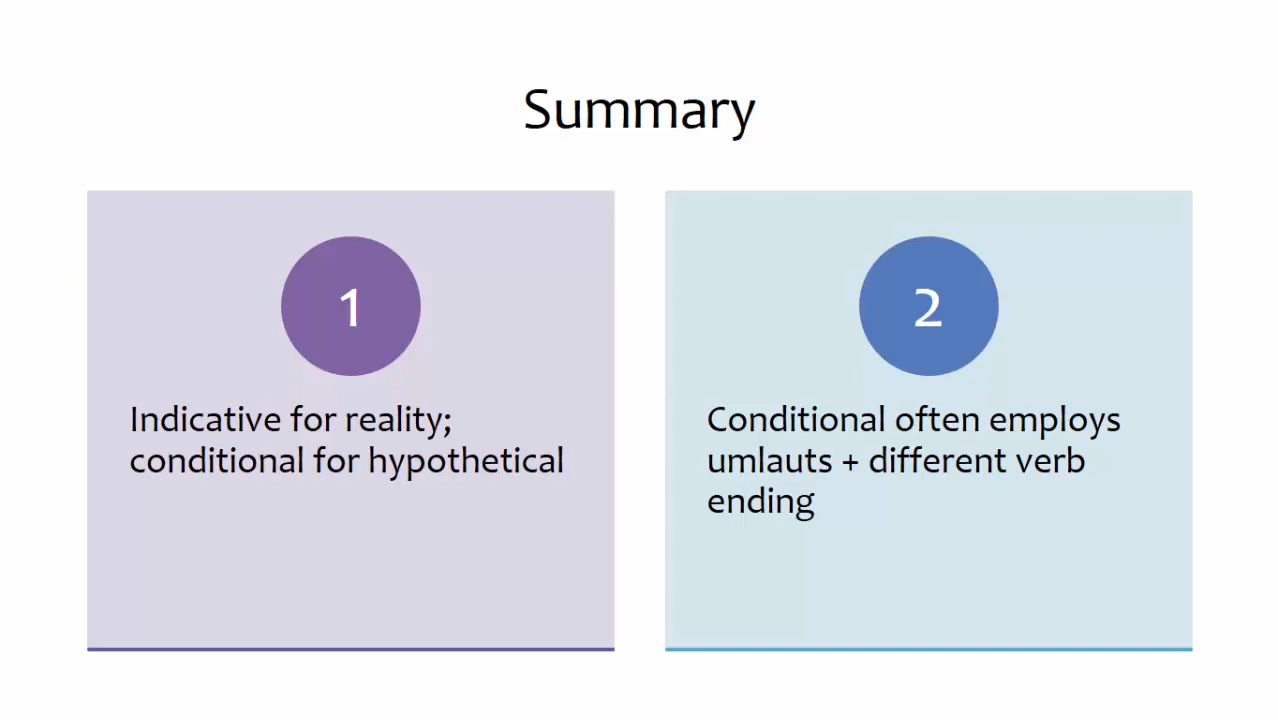 Summary
1
Indicative for reality;
conditional for hypothetical
2
Conditional often employs
umlauts + different verb
ending